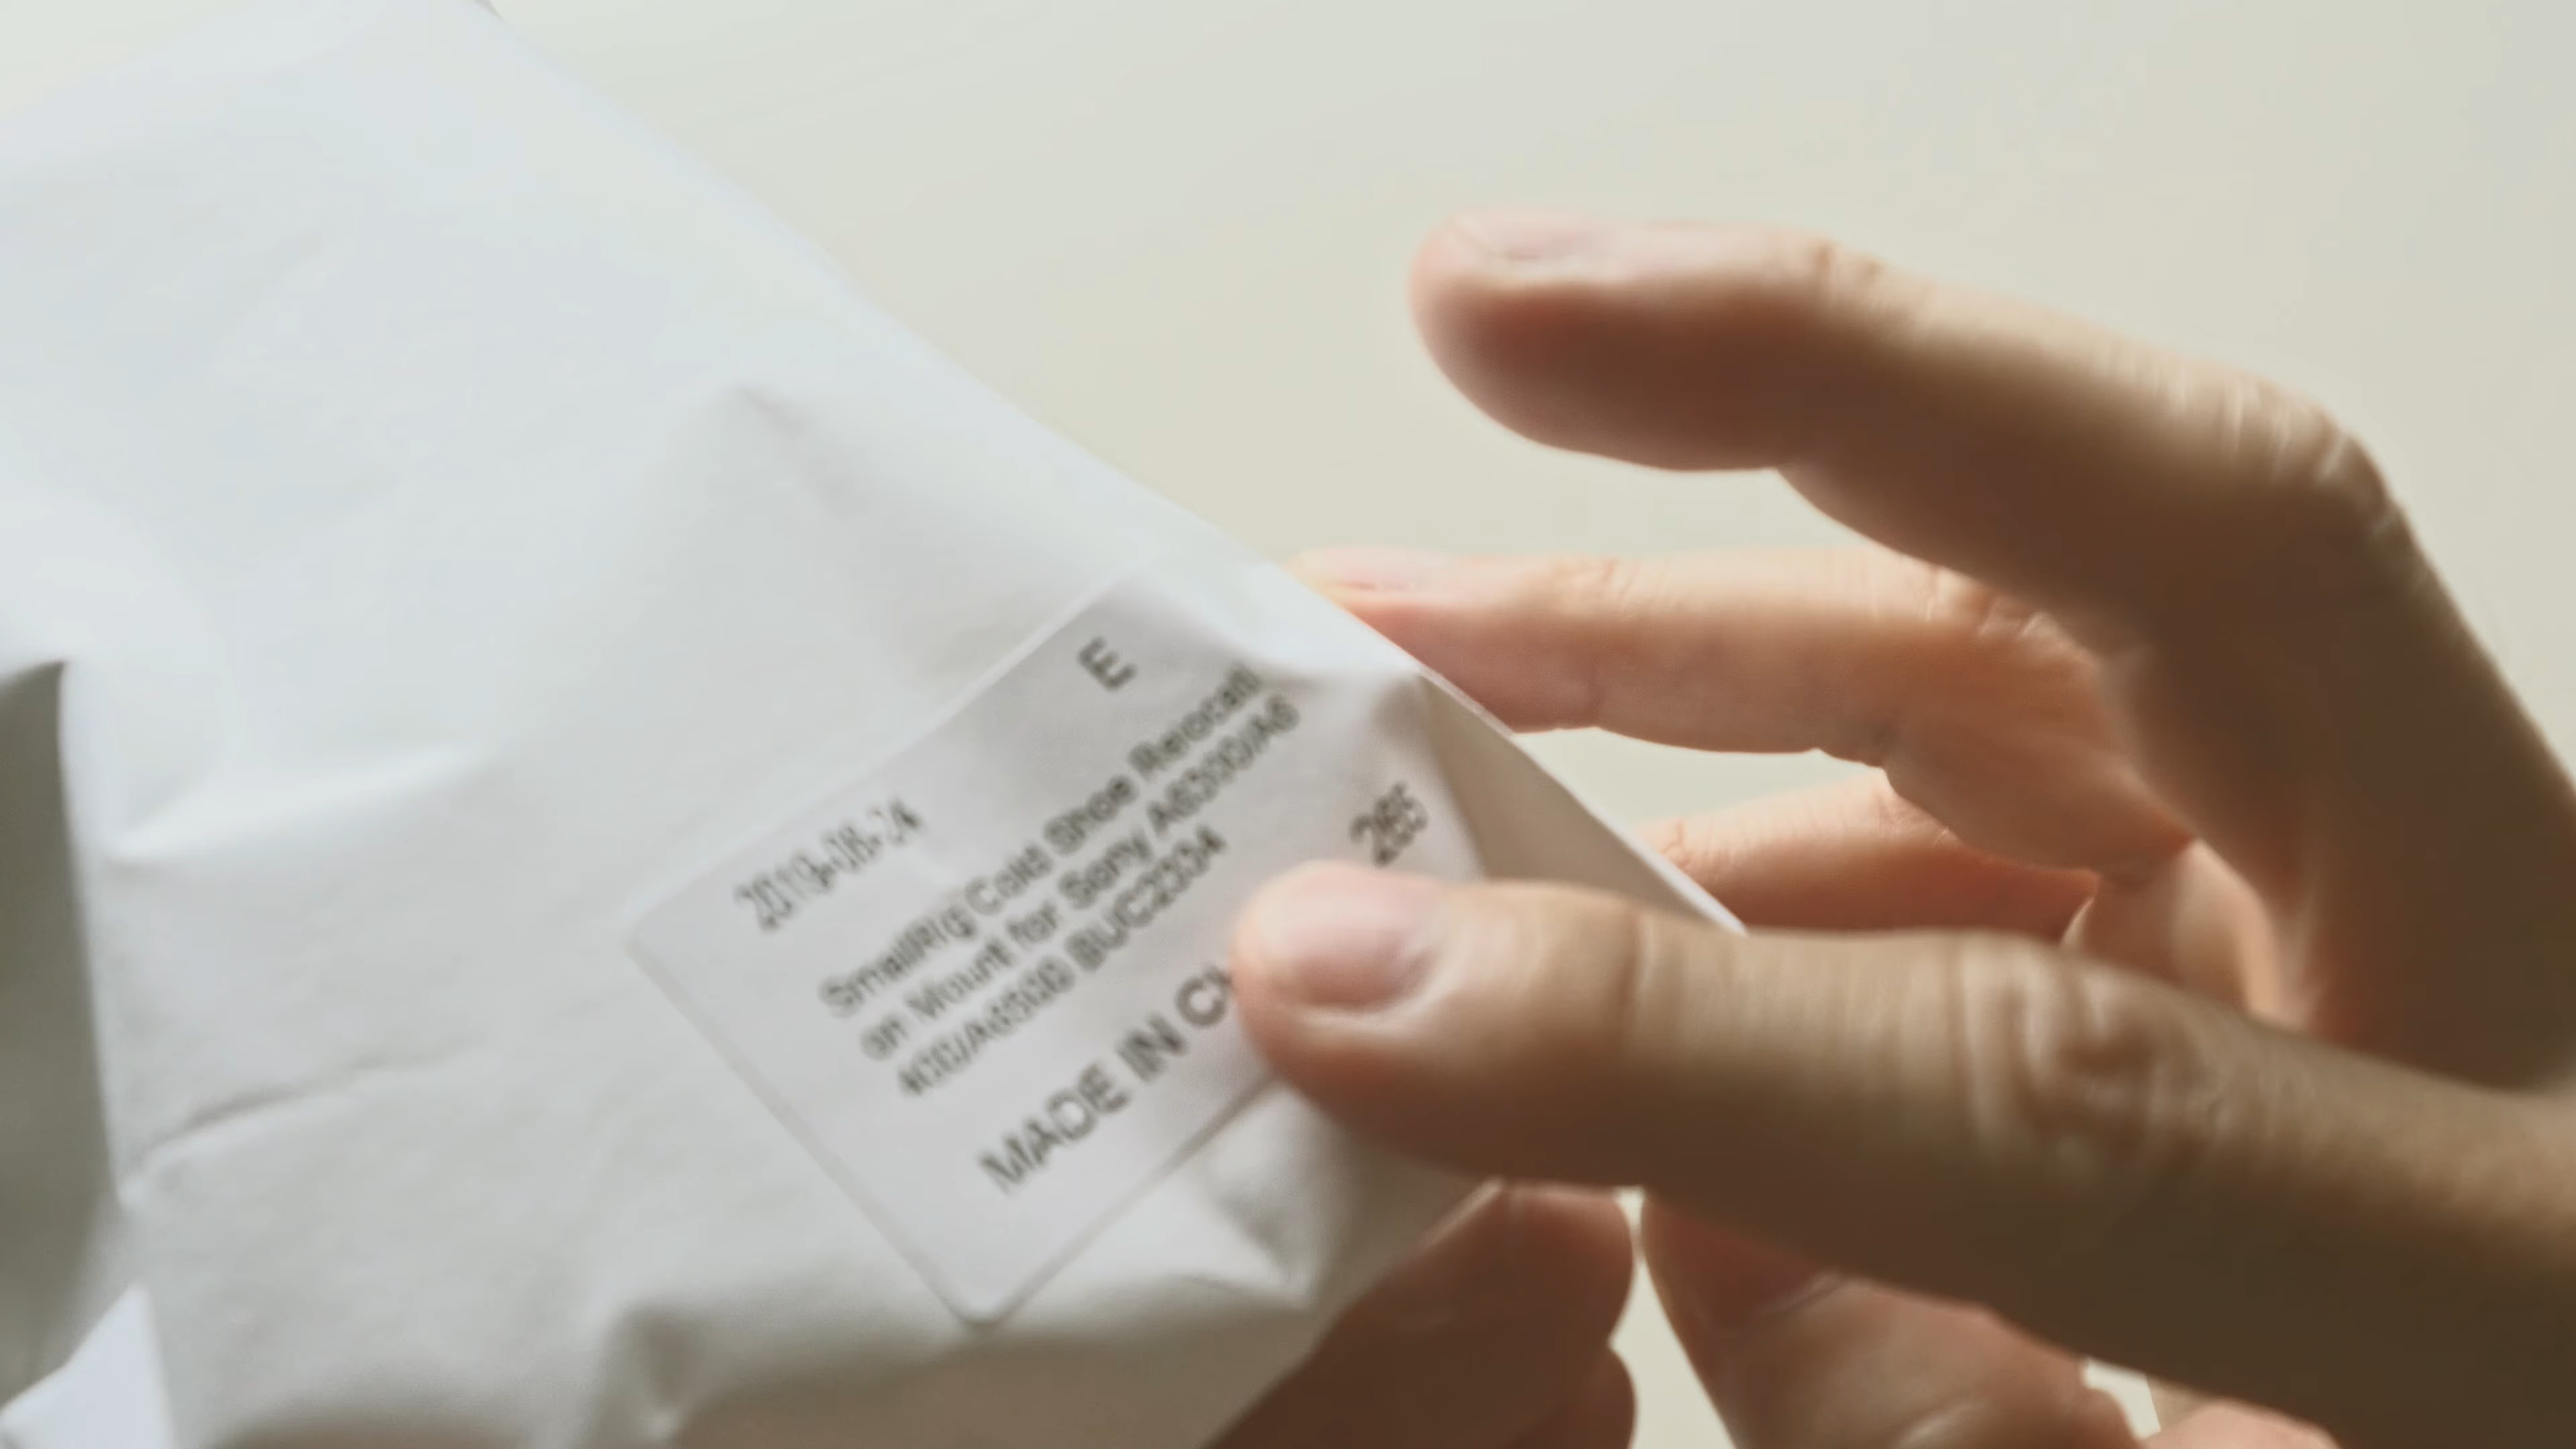 E
2019-08-24
SmallRig Cold Shoe Relocati
on Mount for Sony A6300/A6
400/A6500 BUC2334
265
MADE IN CH